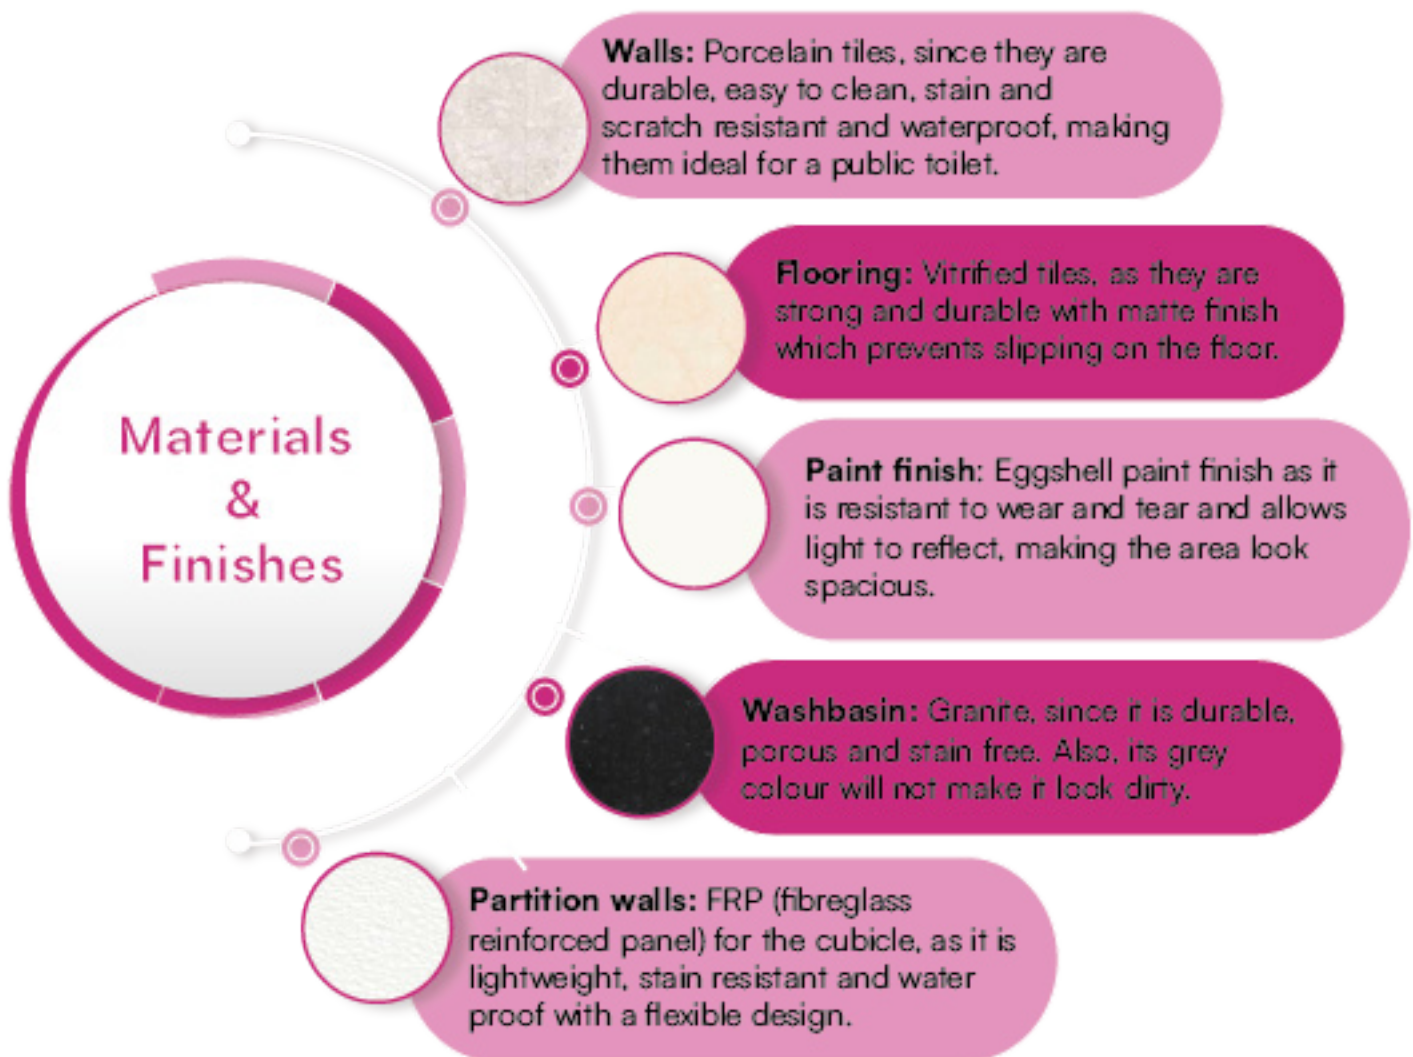 Materials
&
Finishes
Walls: Porcelain tiles, since they are
durable, easy to clean, stain and
scratch resistant and waterproof, making
them ideal for a public toilet.
Flooring: Vitrified tiles, as they are
strong and durable with matte finish
which prevents slipping on the floor.
Paint finish: Eggshell paint finish as it
is resistant to wear and tear and allows
light to reflect, making the area look
spacious.
Washbasin: Granite, since it is durable,
porous and stain free. Also, its grey
colour will not make it look dirty.
Partition walls: FRP (fibreglass
reinforced panel) for the cubicle, as it is
lightweight, stain resistant and water
proof with a flexible design.